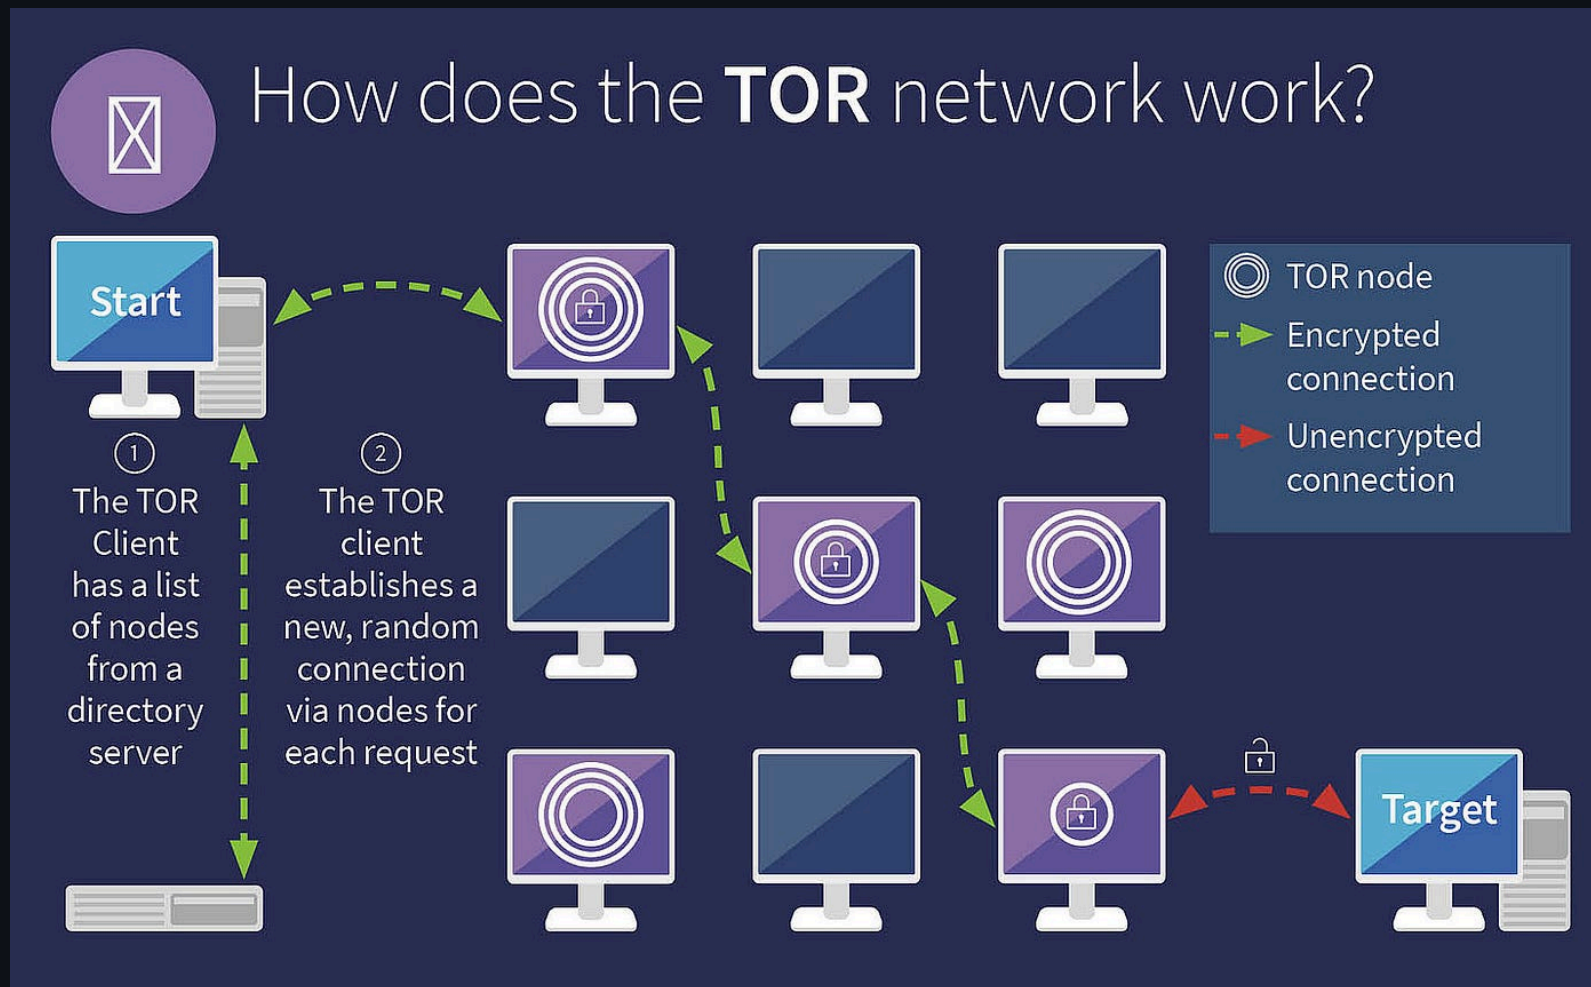 How does the TOR network work?
Start
1
The TOR
Client
has a list
of nodes
from a
directory
server
2
The TOR
client
establishes a
new, random
connection
via nodes for
each request
TOR node
Encrypted
connection
Unencrypted
connection
Target